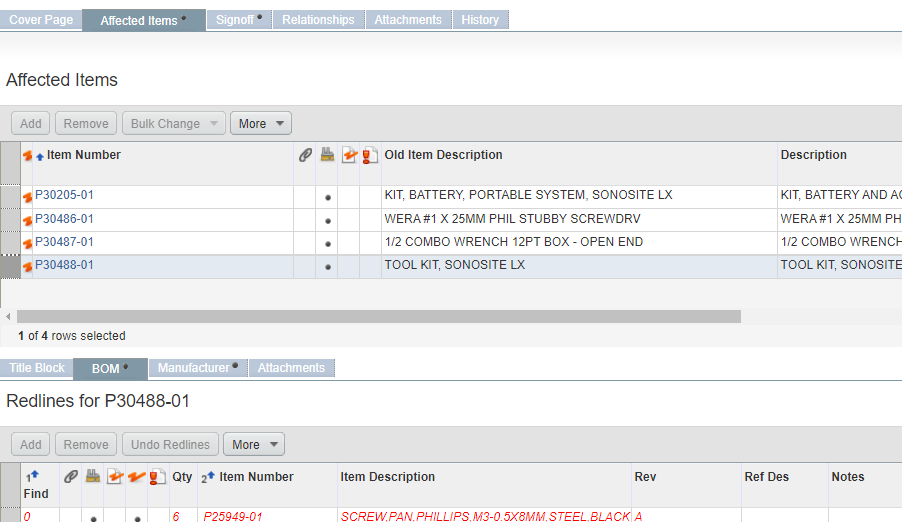 Cover Page Affected Items Signoff Relationships Attachments History
Affected Items
Add Remove Bulk Change More
Item Number Old Item Description Description
P30205-01 KIT, BATTERY, PORTABLE SYSTEM, SONOSITE LX KIT, BATTERY AND AC
P30486-01 WERA #1 X 25MM PHIL STUBBY SCREWDRV WERA #1 X 25MM PH
P30487-01 1/2 COMBO WRENCH 12PT BOX - OPEN END 1/2 COMBO WRENCH
P30488-01 TOOL KIT, SONOSITE LX TOOL KIT, SONOSITE
1 of 4 rows selected
Title Block BOM Manufacturer Attachments
Redlines for P30488-01
Add Remove Undo Redlines More
1 Find Qty 2 Item Number Item Description Rev Ref Des Notes
0 6 P25949-01 SCREW,PAN,PHILLIPS,M3-0.5X8MM,STEEL,BLACK A